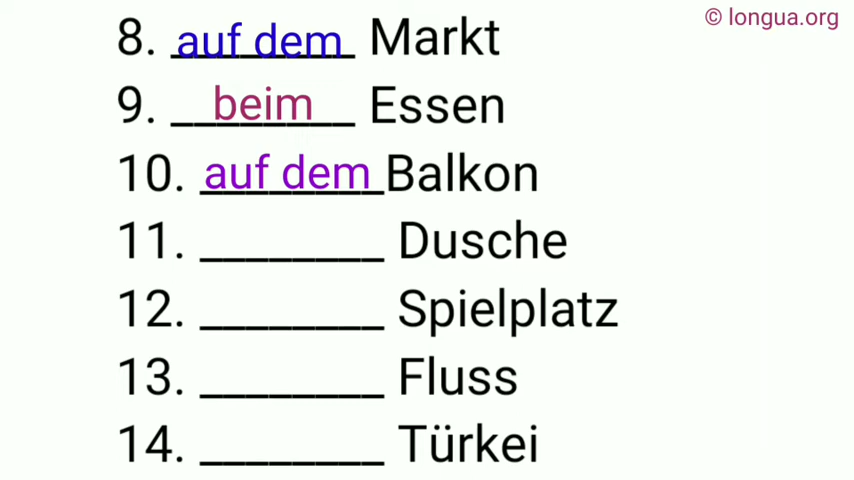 © longua.org
8. auf dem Markt
9. beim Essen
10. auf dem Balkon
11. ________ Dusche
12. ________ Spielplatz
13. ________ Fluss
14. ________ Türkei